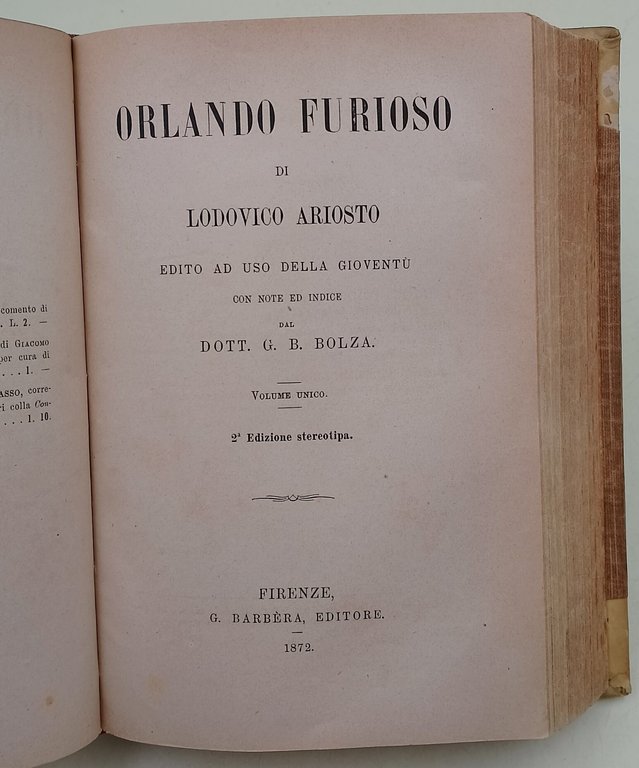 comento di
. L. 2. —
di GIACOMO
per cura di
. . . . 1. —
ASSO, corre-
ri colla Con-
. . . . 1. 10.
ORLANDO FURIOSO
DI
LODOVICO ARIOSTO
EDITO AD USO DELLA GIOVENTÙ
CON NOTE ED INDICE
DAL
DOTT. G. B. BOLZA.
VOLUME UNICO.
2ª Edizione stereotipa.
FIRENZE,
G. BARBÈRA, EDITORE.
1872.